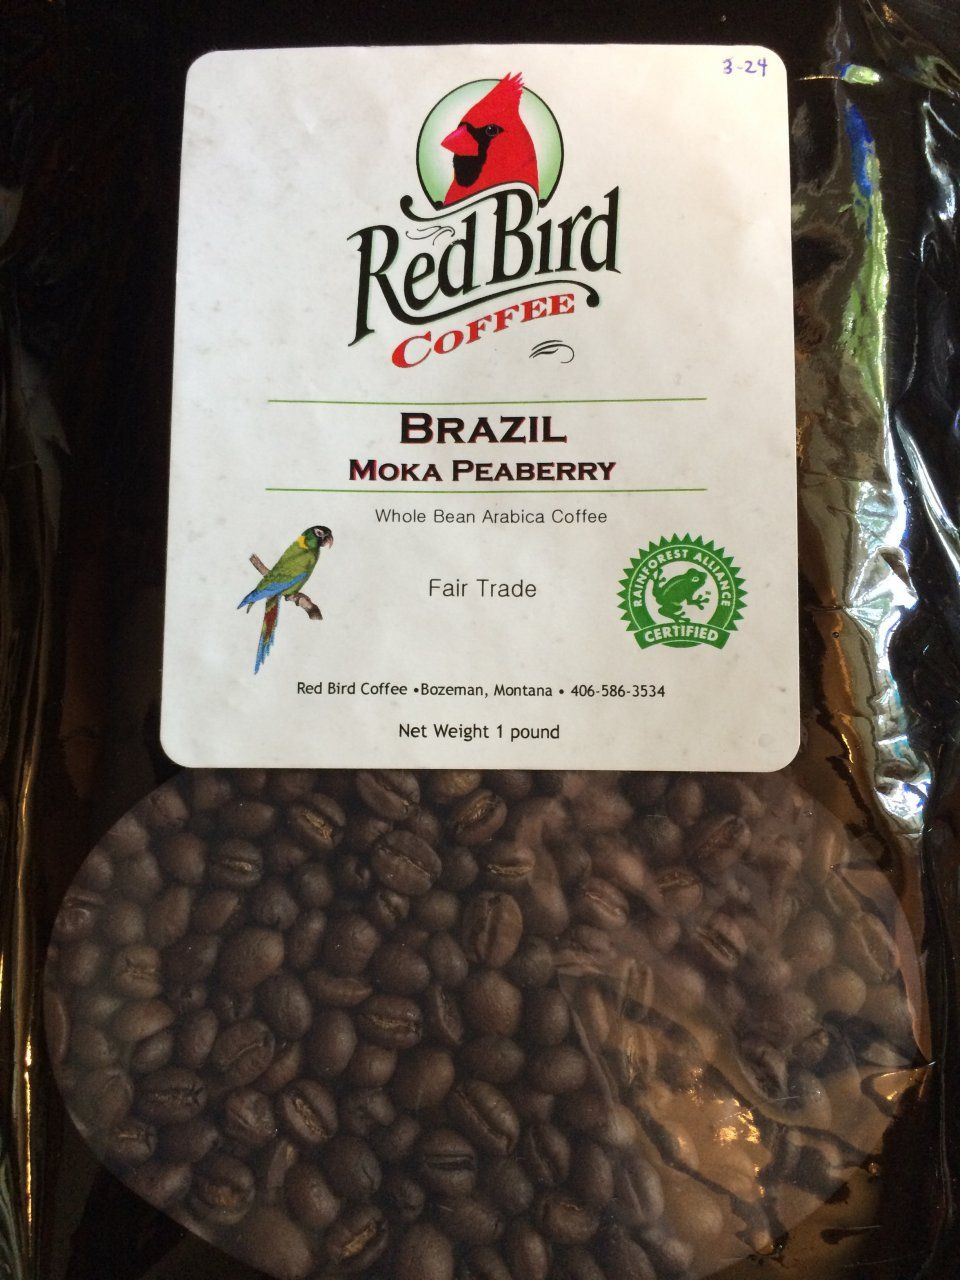 3-24
Red Bird
COFFEE
BRAZIL
MOKA PEABERRY
Whole Bean Arabica Coffee
Fair Trade
RAINFOREST ALLIANCE
CERTIFIED
Red Bird Coffee •Bozeman, Montana • 406-586-3534
Net Weight 1 pound